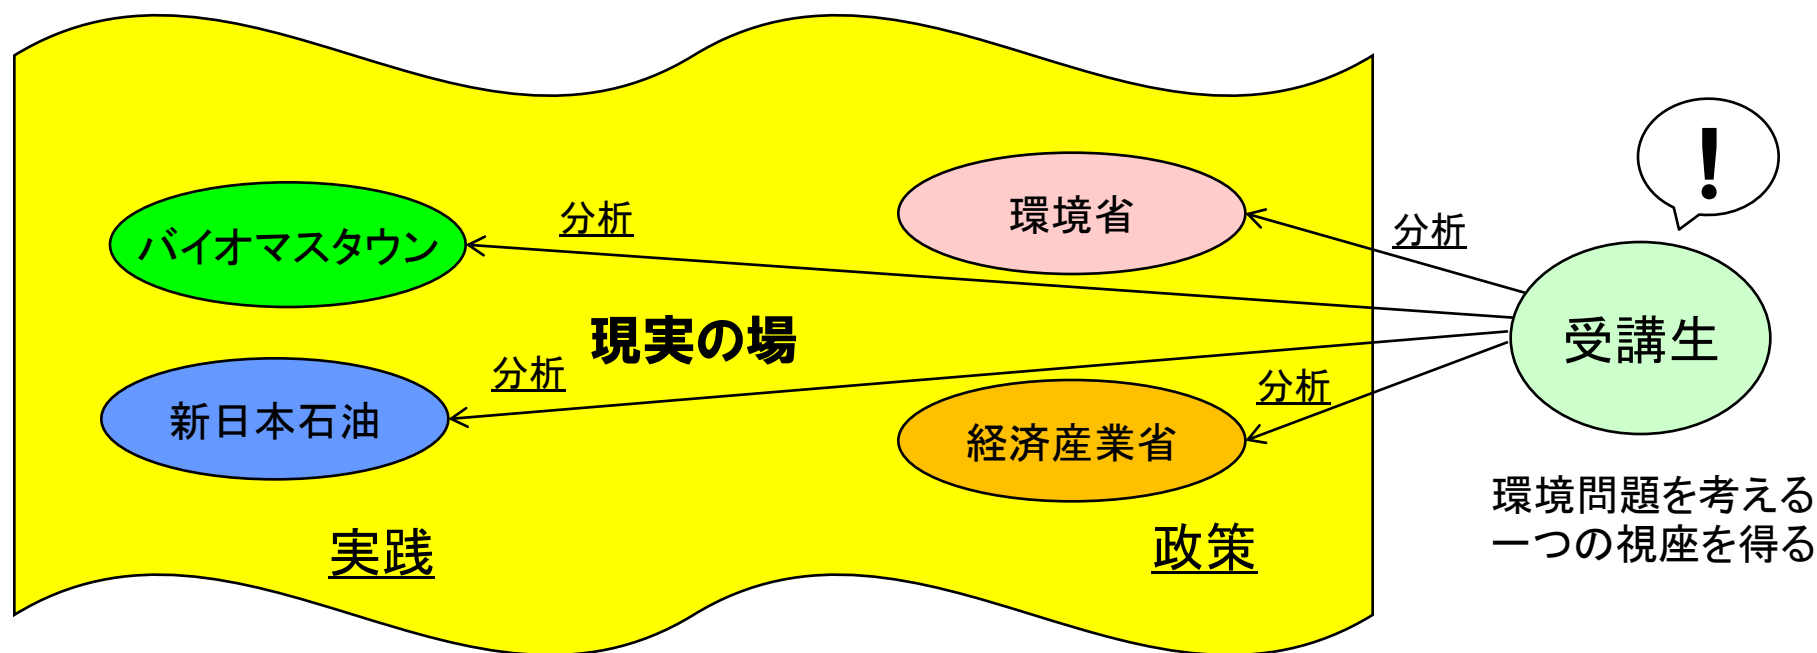 !
分析
環境省
分析
バイオマスタウン
現実の場
受講生
分析
分析
新日本石油
経済産業省
環境問題を考える
一つの視座を得る
実践
政策